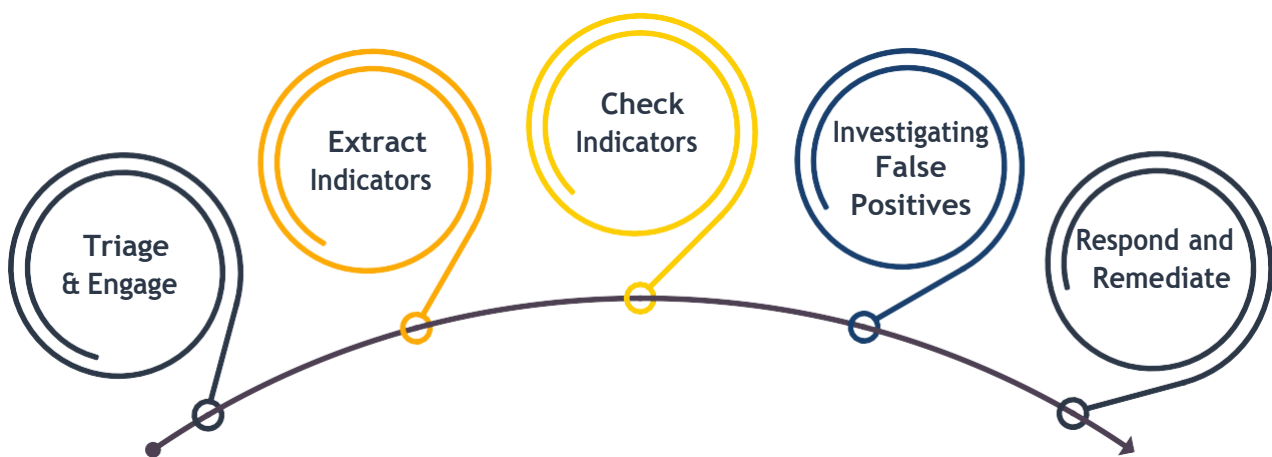 Triage
& Engage
Extract
Indicators
Check
Indicators
Investigating
False
Positives
Respond and
Remediate